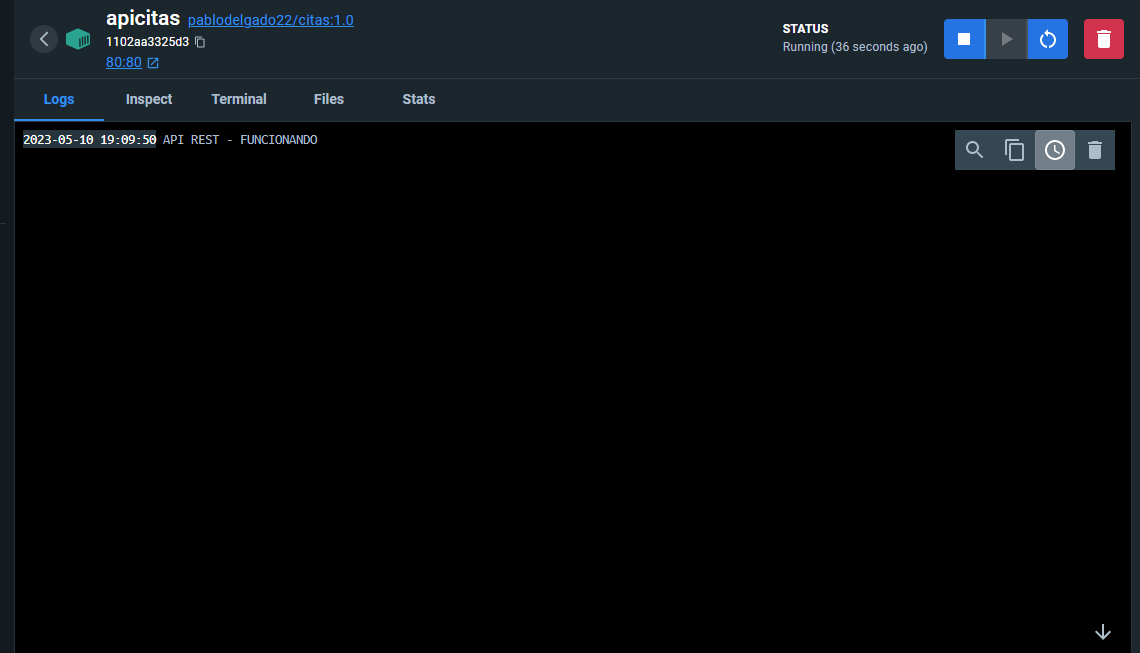 apicitas pablodelgado22/citas:1.0
1102aa3325d3
80:80
STATUS
Running (36 seconds ago)
Logs Inspect Terminal Files Stats
2023-05-10 19:09:50 API REST - FUNCIONANDO